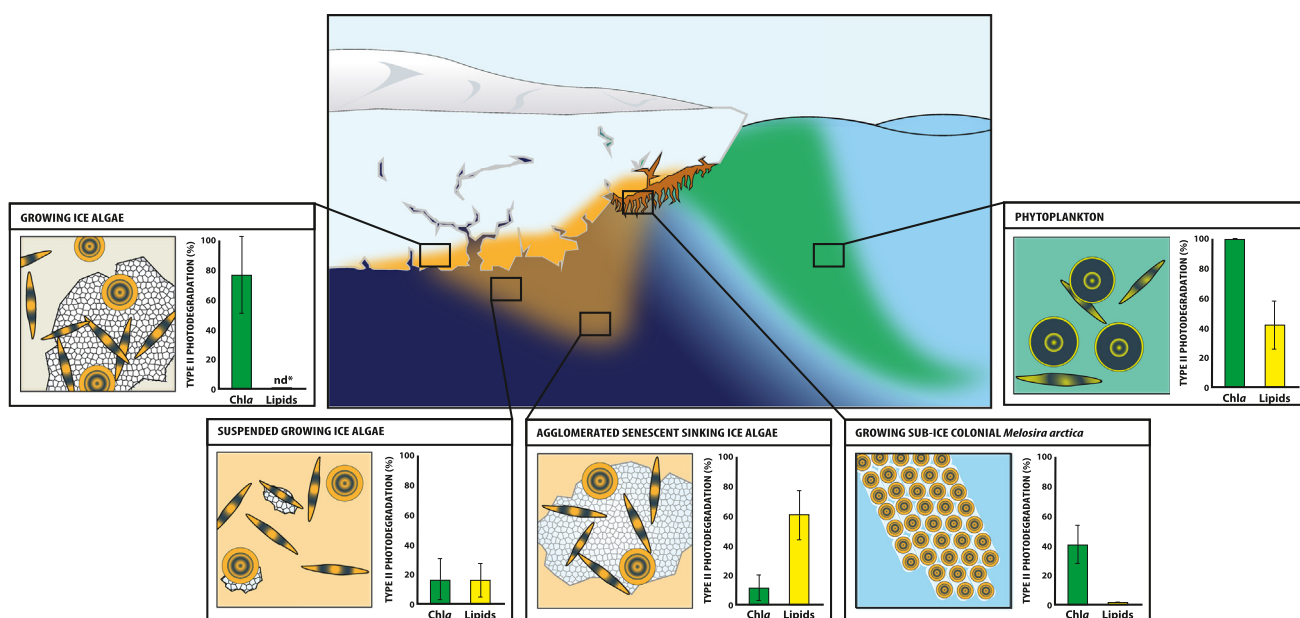 GROWING ICE ALGAE
TYPE II PHOTODEGRADATION (%)
100
80
60
40
20
0
nd*
Chla Lipids
PHYTOPLANKTON
TYPE II PHOTODEGRADATION (%)
100
80
60
40
20
0
Chla Lipids
SUSPENDED GROWING ICE ALGAE
TYPE II PHOTODEGRADATION (%)
100
80
60
40
20
0
Chla Lipids
AGGLOMERATED SENESCENT SINKING ICE ALGAE
TYPE II PHOTODEGRADATION (%)
100
80
60
40
20
0
Chla Lipids
GROWING SUB-ICE COLONIAL Melosira arctica
TYPE II PHOTODEGRADATION (%)
100
80
60
40
20
0
Chla Lipids